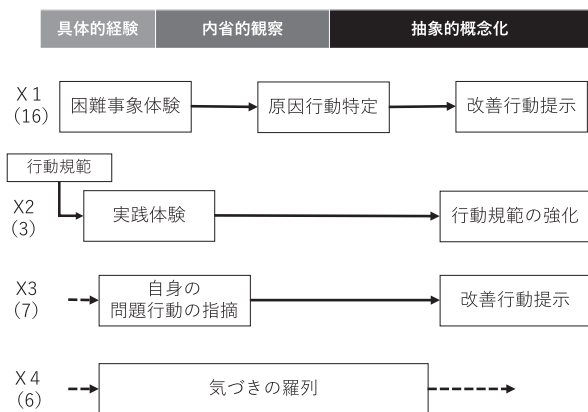 具体的経験 内省的観察 抽象的概念化
X1
(16)
困難事象体験 原因行動特定 改善行動提示
行動規範
X2
(3)
実践体験 行動規範の強化
X3
(7)
自身の
問題行動の指摘
改善行動提示
X4
(6)
気づきの羅列